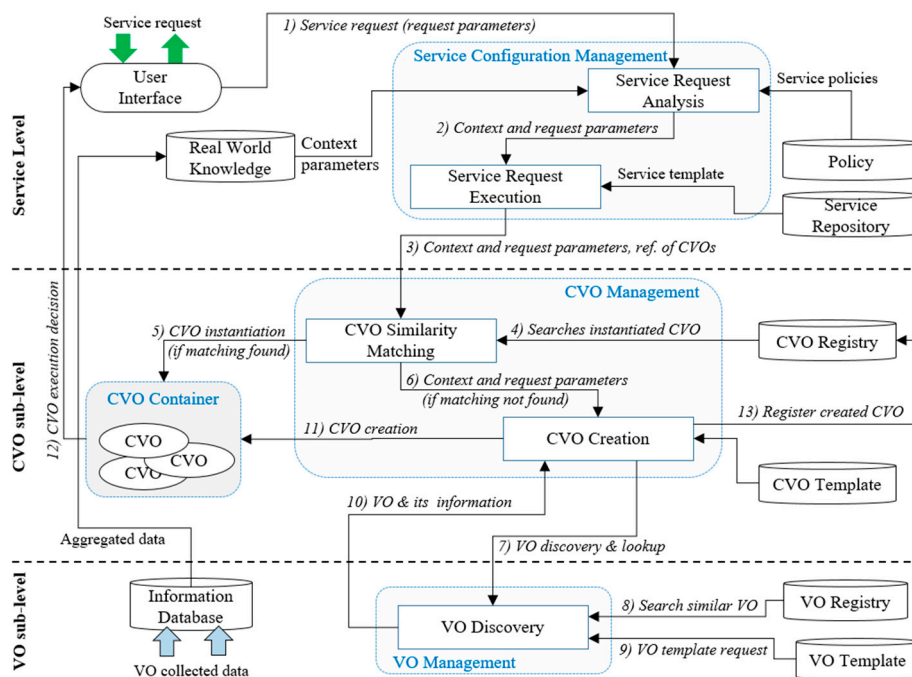 Service request
1) Service request (request parameters)
User
Interface
Service Configuration Management
Service Request
Analysis
Service policies
2) Context and request parameters
Real World
Knowledge
Context
parameters
Policy
Service Request
Execution
Service template
Service
Repository
Service Level
3) Context and request parameters, ref. of CVOs
CVO Management
5) CVO instantiation
(if matching found)
CVO Similarity
Matching
4) Searches instantiated CVO
CVO Registry
6) Context and request parameters
(if matching not found)
CVO Container
CVO
CVO
CVO
11) CVO creation
CVO Creation
13) Register created CVO
CVO Template
12) CVO execution decision
CVO sub-level
10) VO & its information
Aggregated data
7) VO discovery & lookup
Information
Database
VO collected data
VO Discovery
VO Management
8) Search similar VO
VO Registry
9) VO template request
VO Template
VO sub-level